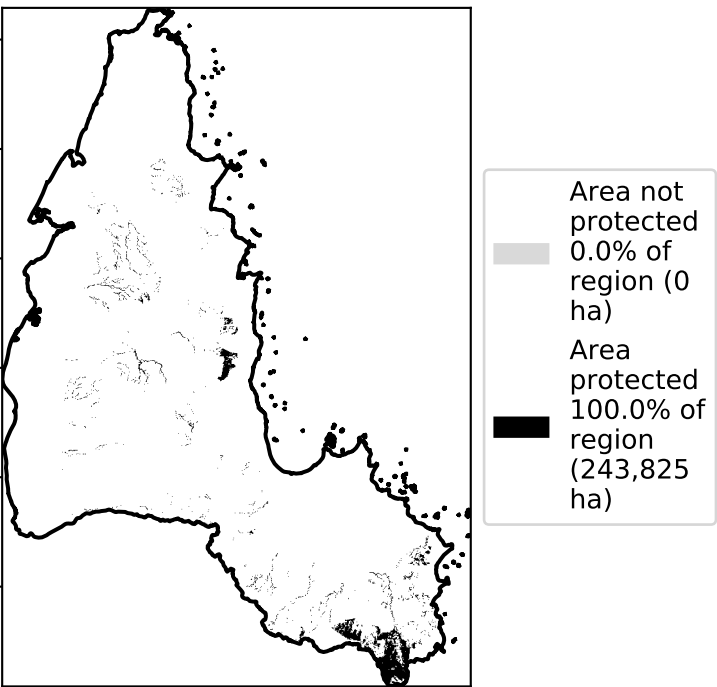 Area not
protected
0.0% of
region (0
ha)
Area
protected
100.0% of
region
(243,825
ha)